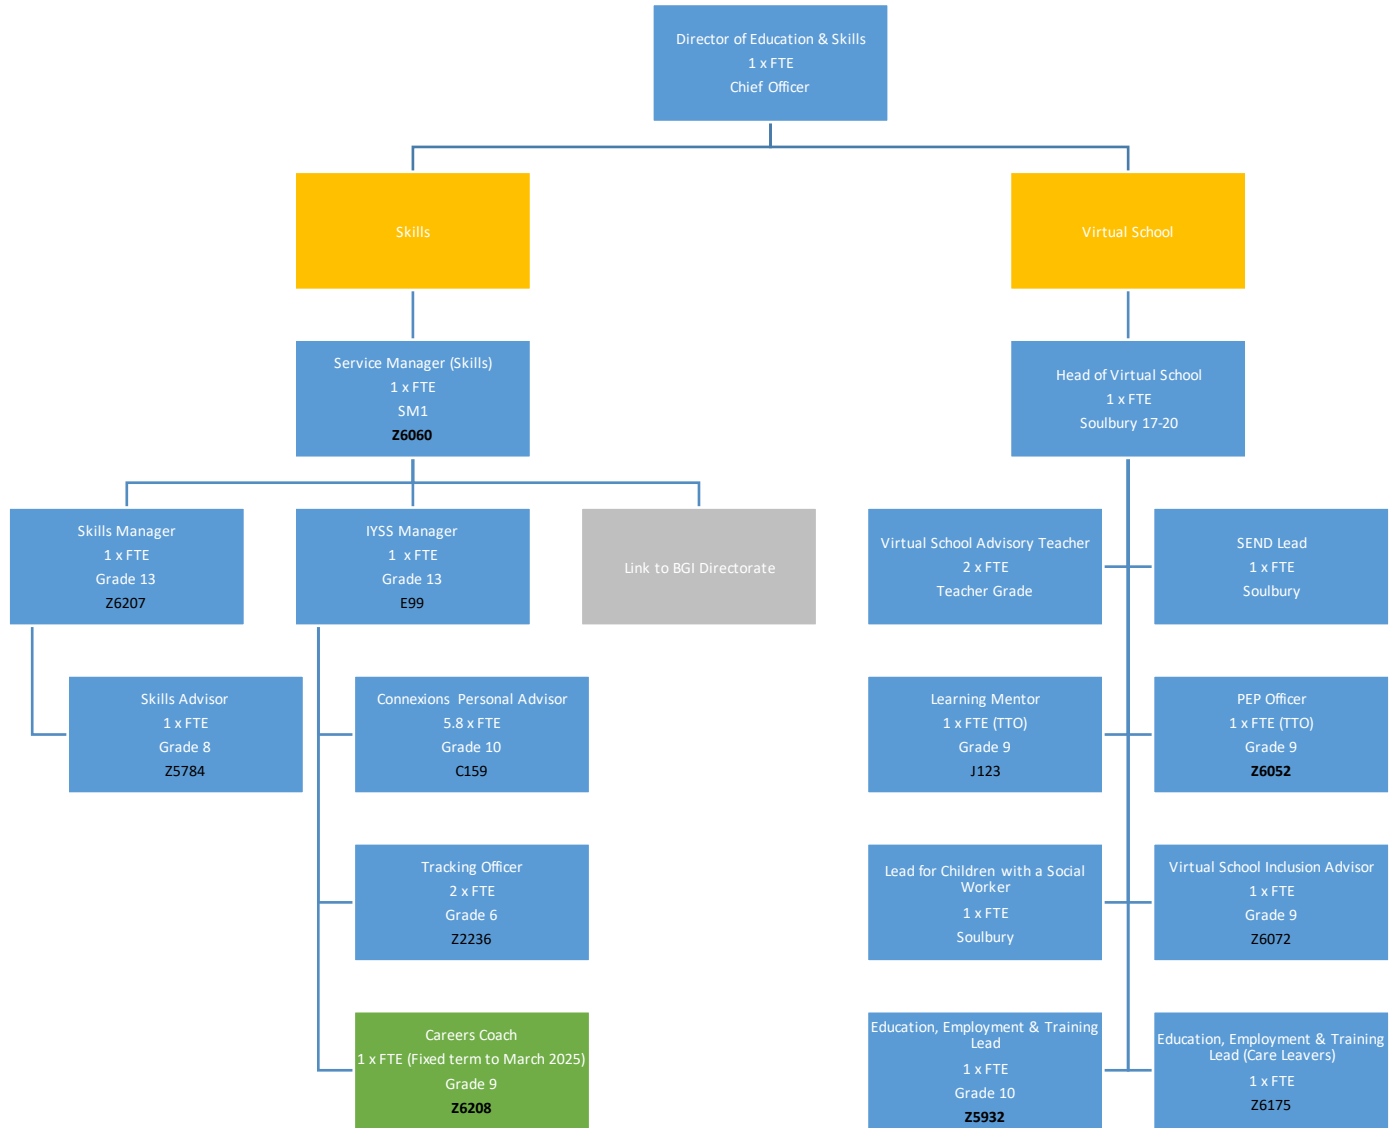 Director of Education & Skills
1 x FTE
Chief Officer
Skills
Virtual School
Service Manager (Skills)
1 x FTE
SM1
Z6060
Head of Virtual School
1 x FTE
Soulbury 17-20
Skills Manager
1 x FTE
Grade 13
Z6207
IYSS Manager
1 x FTE
Grade 13
E99
Link to BGI Directorate
Virtual School Advisory Teacher
2 x FTE
Teacher Grade
SEND Lead
1 x FTE
Soulbury
Skills Advisor
1 x FTE
Grade 8
Z5784
Connexions Personal Advisor
5.8 x FTE
Grade 10
C159
Learning Mentor
1 x FTE (TTO)
Grade 9
J123
PEP Officer
1 x FTE (TTO)
Grade 9
Z6052
Tracking Officer
2 x FTE
Grade 6
Z2236
Lead for Children with a Social
Worker
1 x FTE
Soulbury
Virtual School Inclusion Advisor
1 x FTE
Grade 9
Z6072
Careers Coach
1 x FTE (Fixed term to March 2025)
Grade 9
Z6208
Education, Employment & Training
Lead
1 x FTE
Grade 10
Z5932
Education, Employment & Training
Lead (Care Leavers)
1 x FTE
Z6175